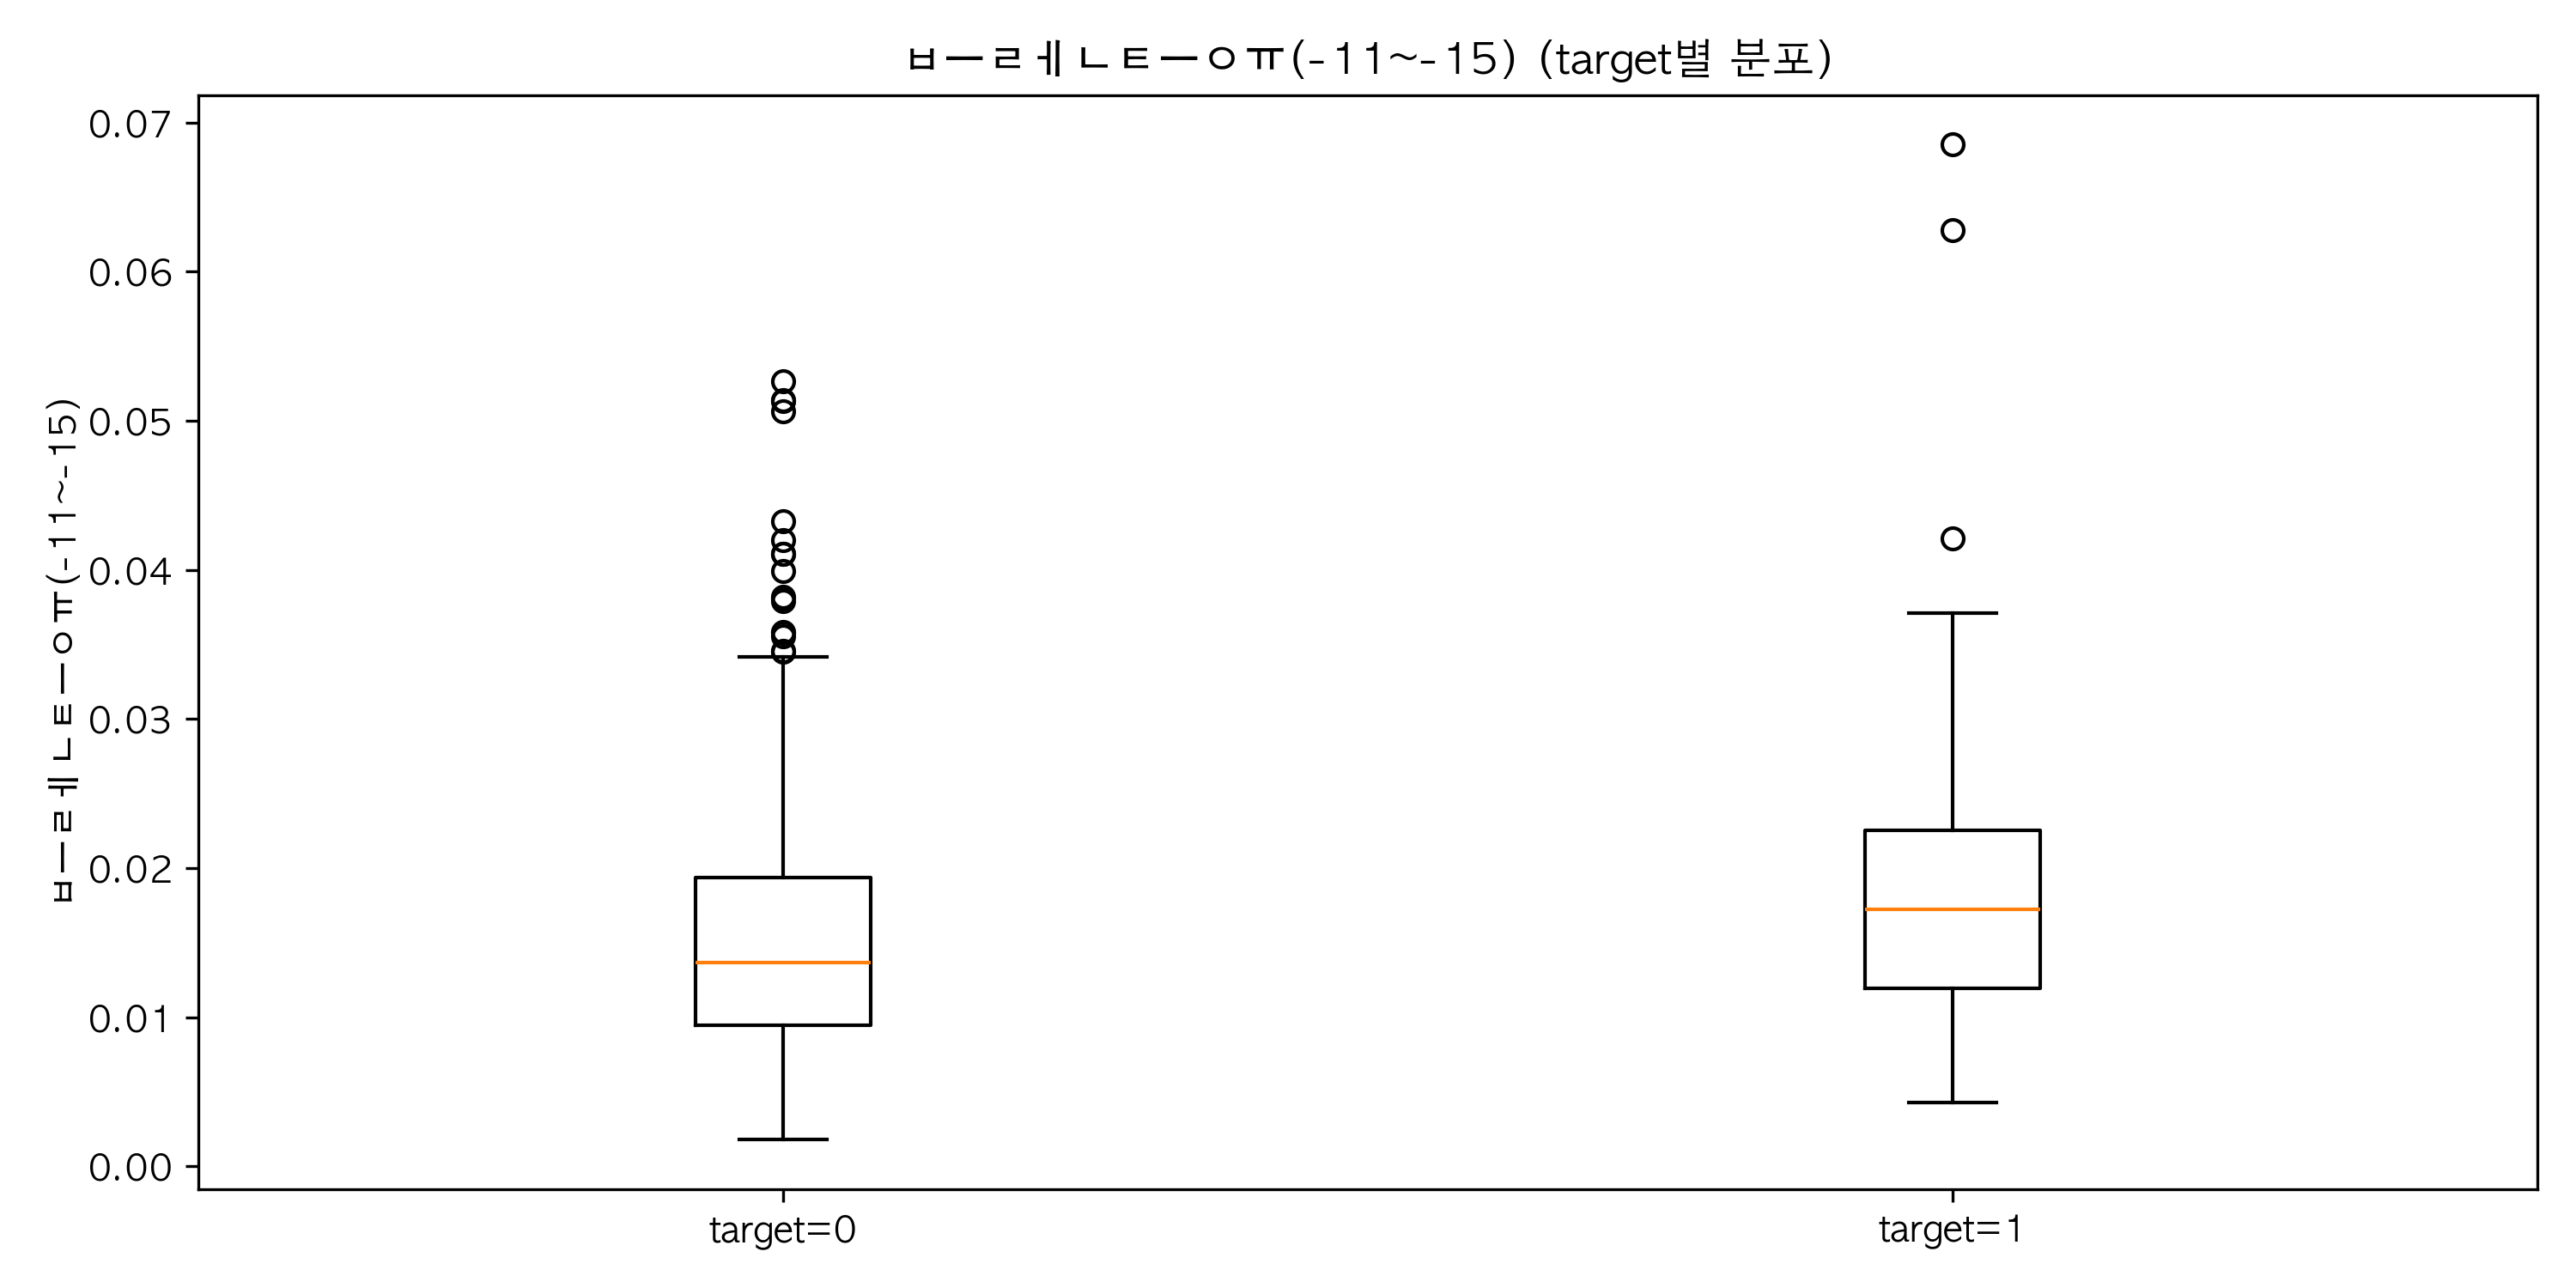 ㅂㅡㄹㅔㄴㅌㅡㅇㅠ(-11~-15) (target별 분포)
ㅂㅡㄹㅔㄴㅌㅡㅇㅠ(-11~-15)
0.07
0.06
0.05
0.04
0.03
0.02
0.01
0.00
target=0
target=1